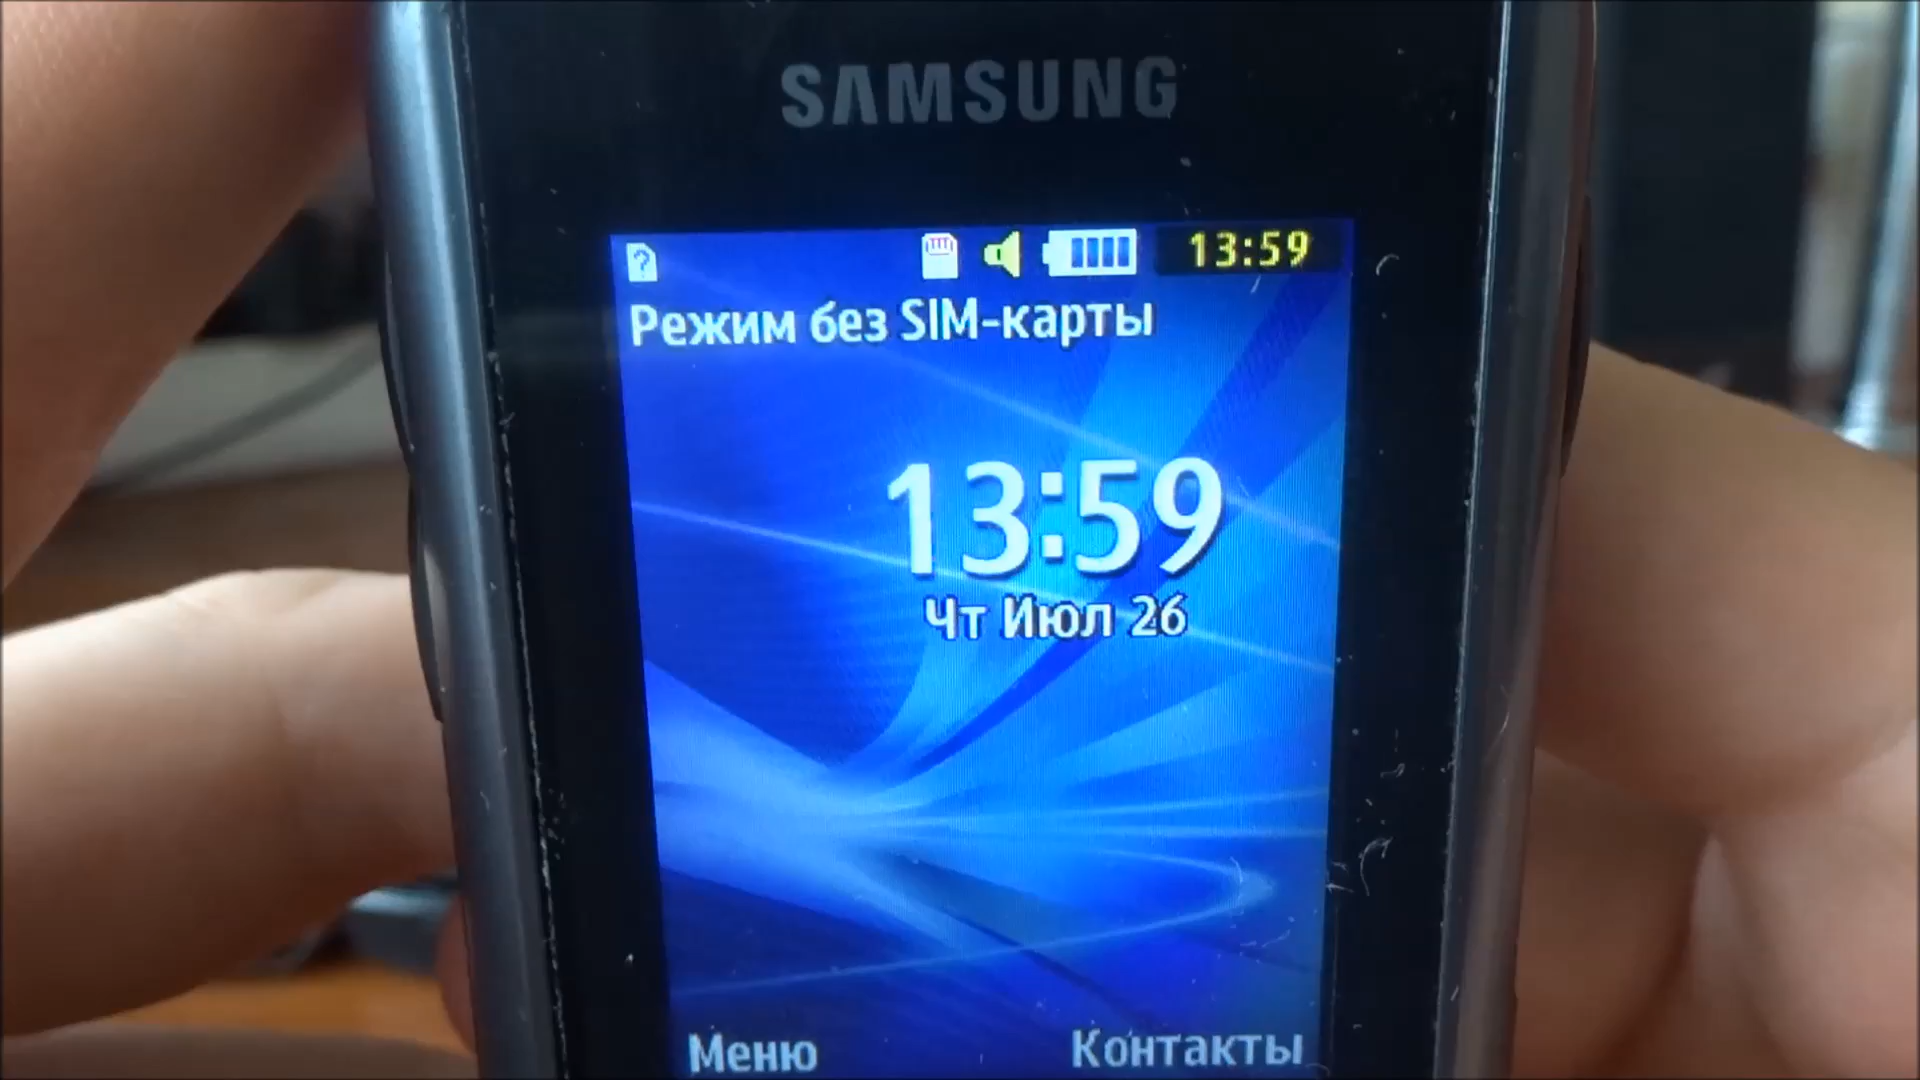 SAMSUNG
13:59
Режим без SIM-карты
13:59
Чт Июл 26
Меню
Контакты